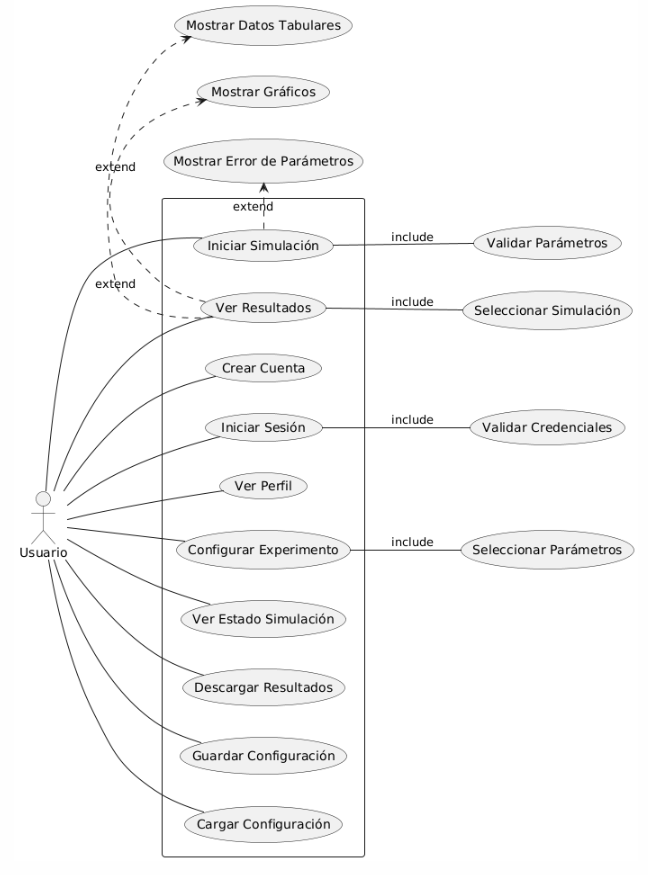 Mostrar Datos Tabulares
Mostrar Gráficos
Mostrar Error de Parámetros
extend
extend
Iniciar Simulación
include
Validar Parámetros
extend
Ver Resultados
include
Seleccionar Simulación
Crear Cuenta
Iniciar Sesión
include
Validar Credenciales
Ver Perfil
Usuario
Configurar Experimento
include
Seleccionar Parámetros
Ver Estado Simulación
Descargar Resultados
Guardar Configuración
Cargar Configuración